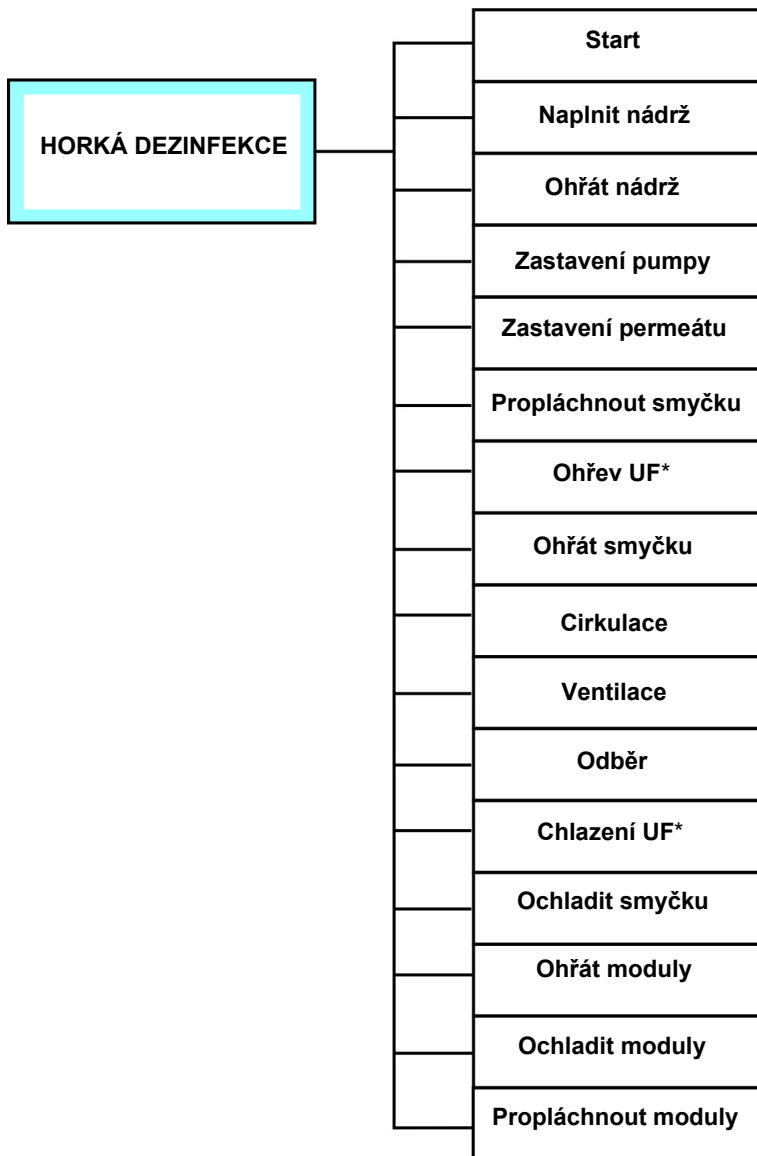 HORKÁ DEZINFEKCE
Start
Naplnit nádrž
Ohřát nádrž
Zastavení pumpy
Zastavení permeátu
Propláchnout smyčku
Ohřev UF*
Ohřát smyčku
Cirkulace
Ventilace
Odběr
Chlazení UF*
Ochladit smyčku
Ohřát moduly
Ochladit moduly
Propláchnout moduly